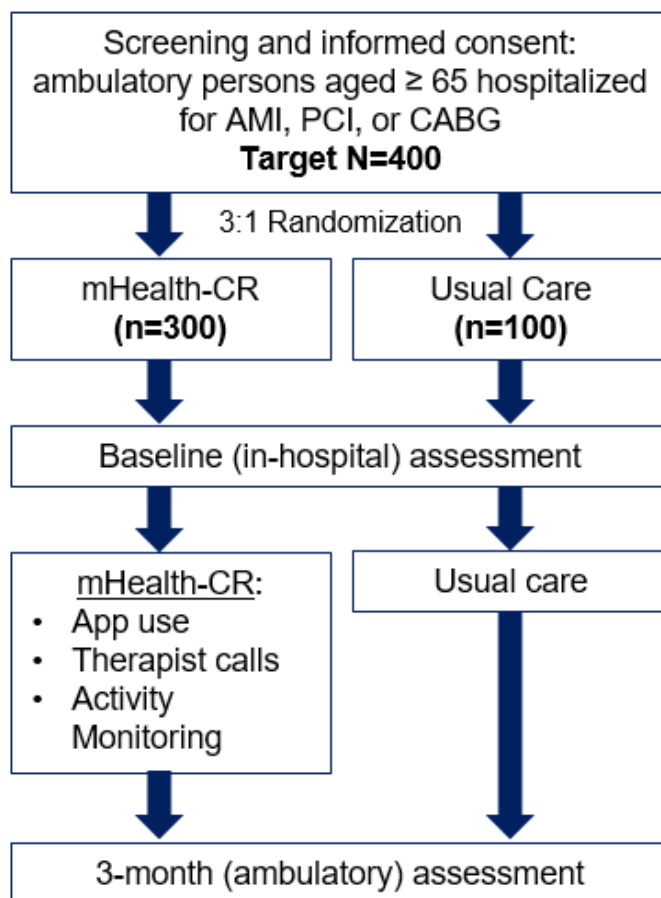 Screening and informed consent:
ambulatory persons aged ≥ 65 hospitalized
for AMI, PCI, or CABG
Target N=400
3:1 Randomization
mHealth-CR
(n=300)
Usual Care
(n=100)
Baseline (in-hospital) assessment
mHealth-CR:
• App use
• Therapist calls
• Activity
Monitoring
Usual care
3-month (ambulatory) assessment